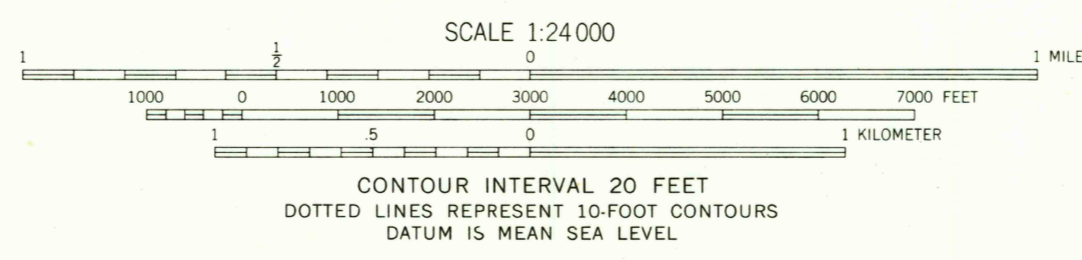 SCALE 1:24 000
1 ½ 0 1 MILE
1000 0 1000 2000 3000 4000 5000 6000 7000 FEET
1 .5 0 1 KILOMETER
CONTOUR INTERVAL 20 FEET
DOTTED LINES REPRESENT 10-FOOT CONTOURS
DATUM IS MEAN SEA LEVEL